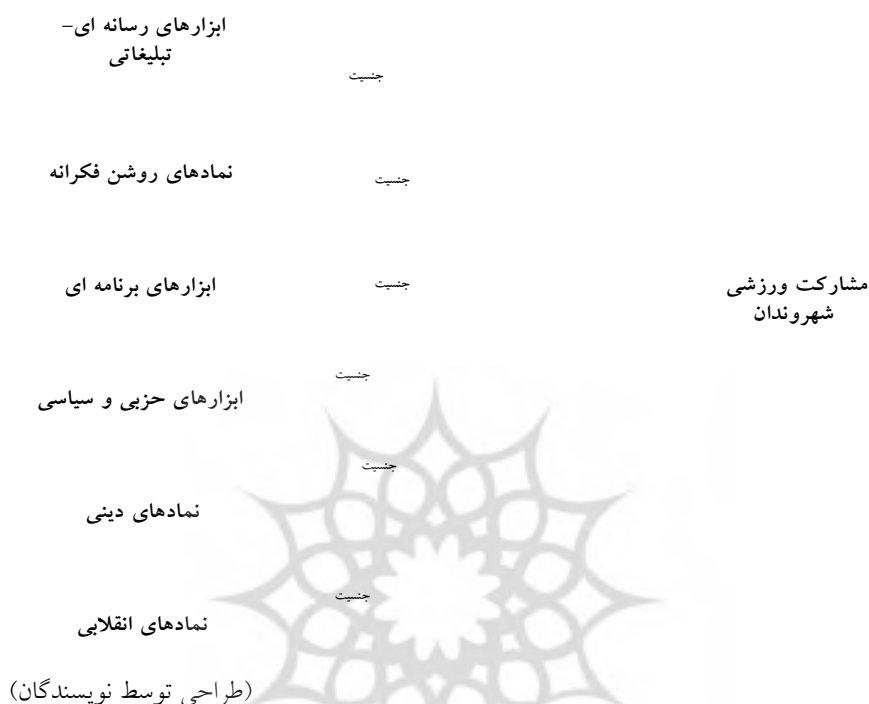 ابزارهای رسانه ای-
تبلیغاتی
جنسیت
نمادهای روشن فکرانه
جنسیت
ابزارهای برنامه ای
جنسیت
مشارکت ورزشی
شهروندان
جنسیت
ابزارهای حزبی و سیاسی
جنسیت
نمادهای دینی
جنسیت
نمادهای انقلابی
(طراحی توسط نویسندگان)